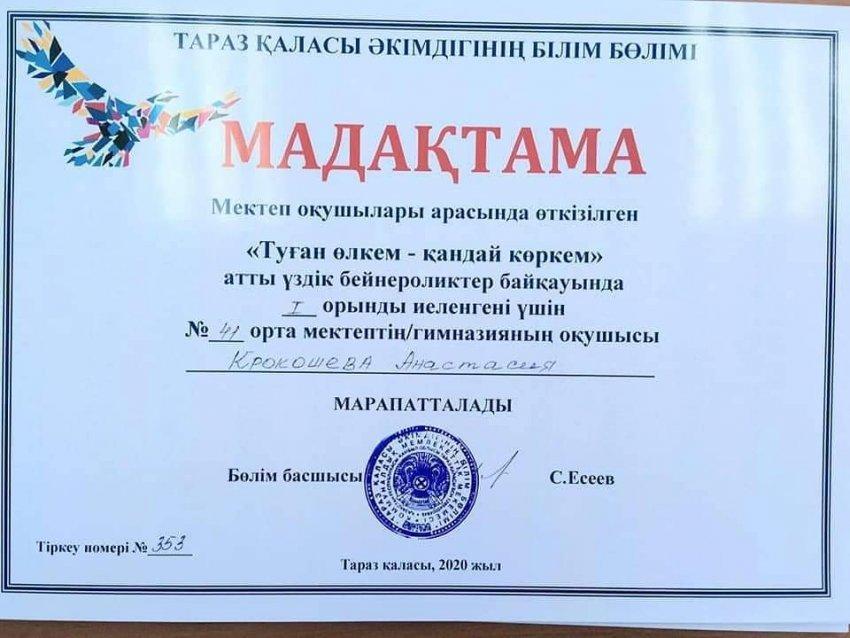 ТАРАЗ ҚАЛАСЫ ӘКІМДІГІНІҢ БІЛІМ БӨЛІМІ
МАДАҚТАМА
Мектеп оқушылары арасында өткізілген
«Туған өлкем - қандай көркем»
атты үздік бейнероликтер байқауында
I орынды иеленгені үшін
№ 41 орта мектептің/гимназияның оқушысы
Крокошева Анастасия
МАРАПАТТАЛАДЫ
Бөлім басшысы
С.Есеев
Тіркеу номері № 353
Тараз қаласы, 2020 жыл